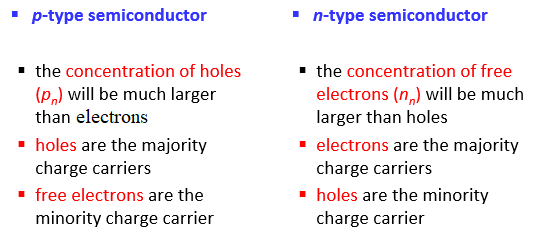 ▪ p-type semiconductor
▪ the concentration of holes
(pₙ) will be much larger
than electrons
▪ holes are the majority
charge carriers
▪ free electrons are the
minority charge carrier
▪ n-type semiconductor
▪ the concentration of free
electrons (nₙ) will be much
larger than holes
▪ electrons are the majority
charge carriers
▪ holes are the minority
charge carrier